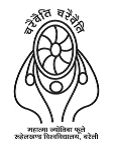 चरैवेति चरैवेति
महात्मा ज्योतिबा फुले
रूहेलखण्ड विश्वविद्यालय, बरेली